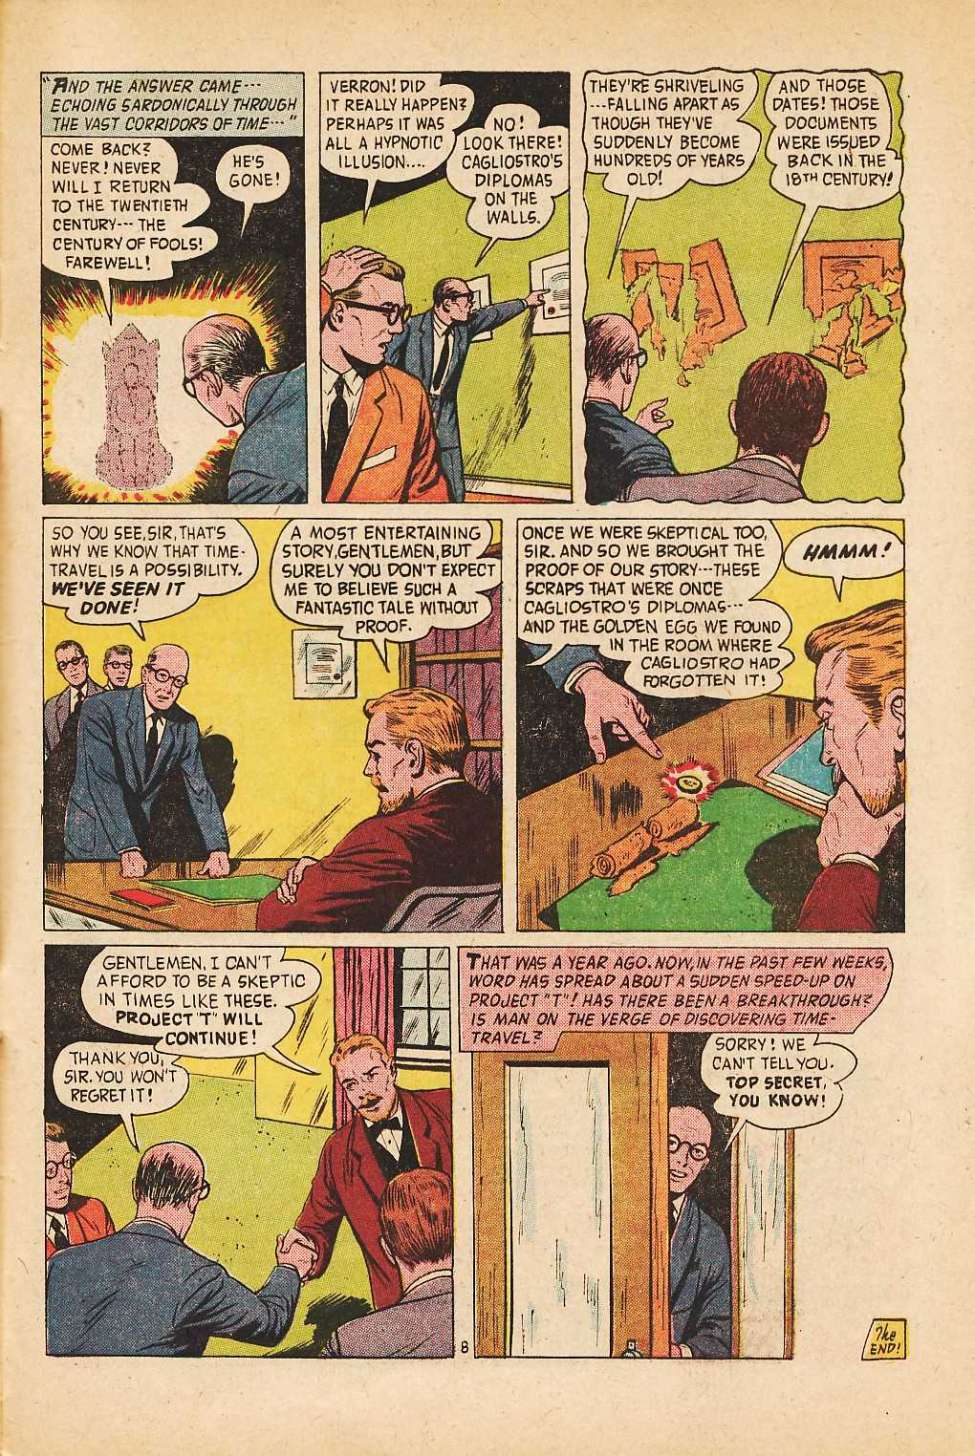 "AND THE ANSWER CAME---
ECHOING SARDONICALLY THROUGH
THE VAST CORRIDORS OF TIME---"
COME BACK?
NEVER! NEVER
WILL I RETURN
TO THE TWENTIETH
CENTURY--- THE
CENTURY OF FOOLS!
FAREWELL!
HE'S
GONE!
VERRON! DID
IT REALLY HAPPEN?
PERHAPS IT WAS
ALL A HYPNOTIC
ILLUSION....
NO!
LOOK THERE!
CAGLIOSTRO'S
DIPLOMAS
ON THE
WALLS.
THEY'RE SHRIVELING
---FALLING APART AS
THOUGH THEY'VE
SUDDENLY BECOME
HUNDREDS OF YEARS
OLD!
AND THOSE
DATES! THOSE
DOCUMENTS
WERE ISSUED
BACK IN THE
18TH CENTURY!
SO YOU SEE, SIR, THAT'S
WHY WE KNOW THAT TIME-
TRAVEL IS A POSSIBILITY.
WE'VE SEEN IT
DONE!
A MOST ENTERTAINING
STORY, GENTLEMEN, BUT
SURELY YOU DON'T EXPECT
ME TO BELIEVE SUCH A
FANTASTIC TALE WITHOUT
PROOF.
ONCE WE WERE SKEPTICAL TOO,
SIR. AND SO WE BROUGHT THE
PROOF OF OUR STORY---THESE
SCRAPS THAT WERE ONCE
CAGLIOSTRO'S DIPLOMAS---
AND THE GOLDEN EGG WE FOUND
IN THE ROOM WHERE
CAGLIOSTRO HAD
FORGOTTEN IT!
HMMM!
GENTLEMEN, I CAN'T
AFFORD TO BE A SKEPTIC
IN TIMES LIKE THESE.
PROJECT "T" WILL
CONTINUE!
THANK YOU,
SIR. YOU WON'T
REGRET IT!
THAT WAS A YEAR AGO. NOW, IN THE PAST FEW WEEKS,
WORD HAS SPREAD ABOUT A SUDDEN SPEED-UP ON
PROJECT "T"! HAS THERE BEEN A BREAKTHROUGH?
IS MAN ON THE VERGE OF DISCOVERING TIME-
TRAVEL?
SORRY! WE
CAN'T TELL YOU.
TOP SECRET,
YOU KNOW!
8
The
END!